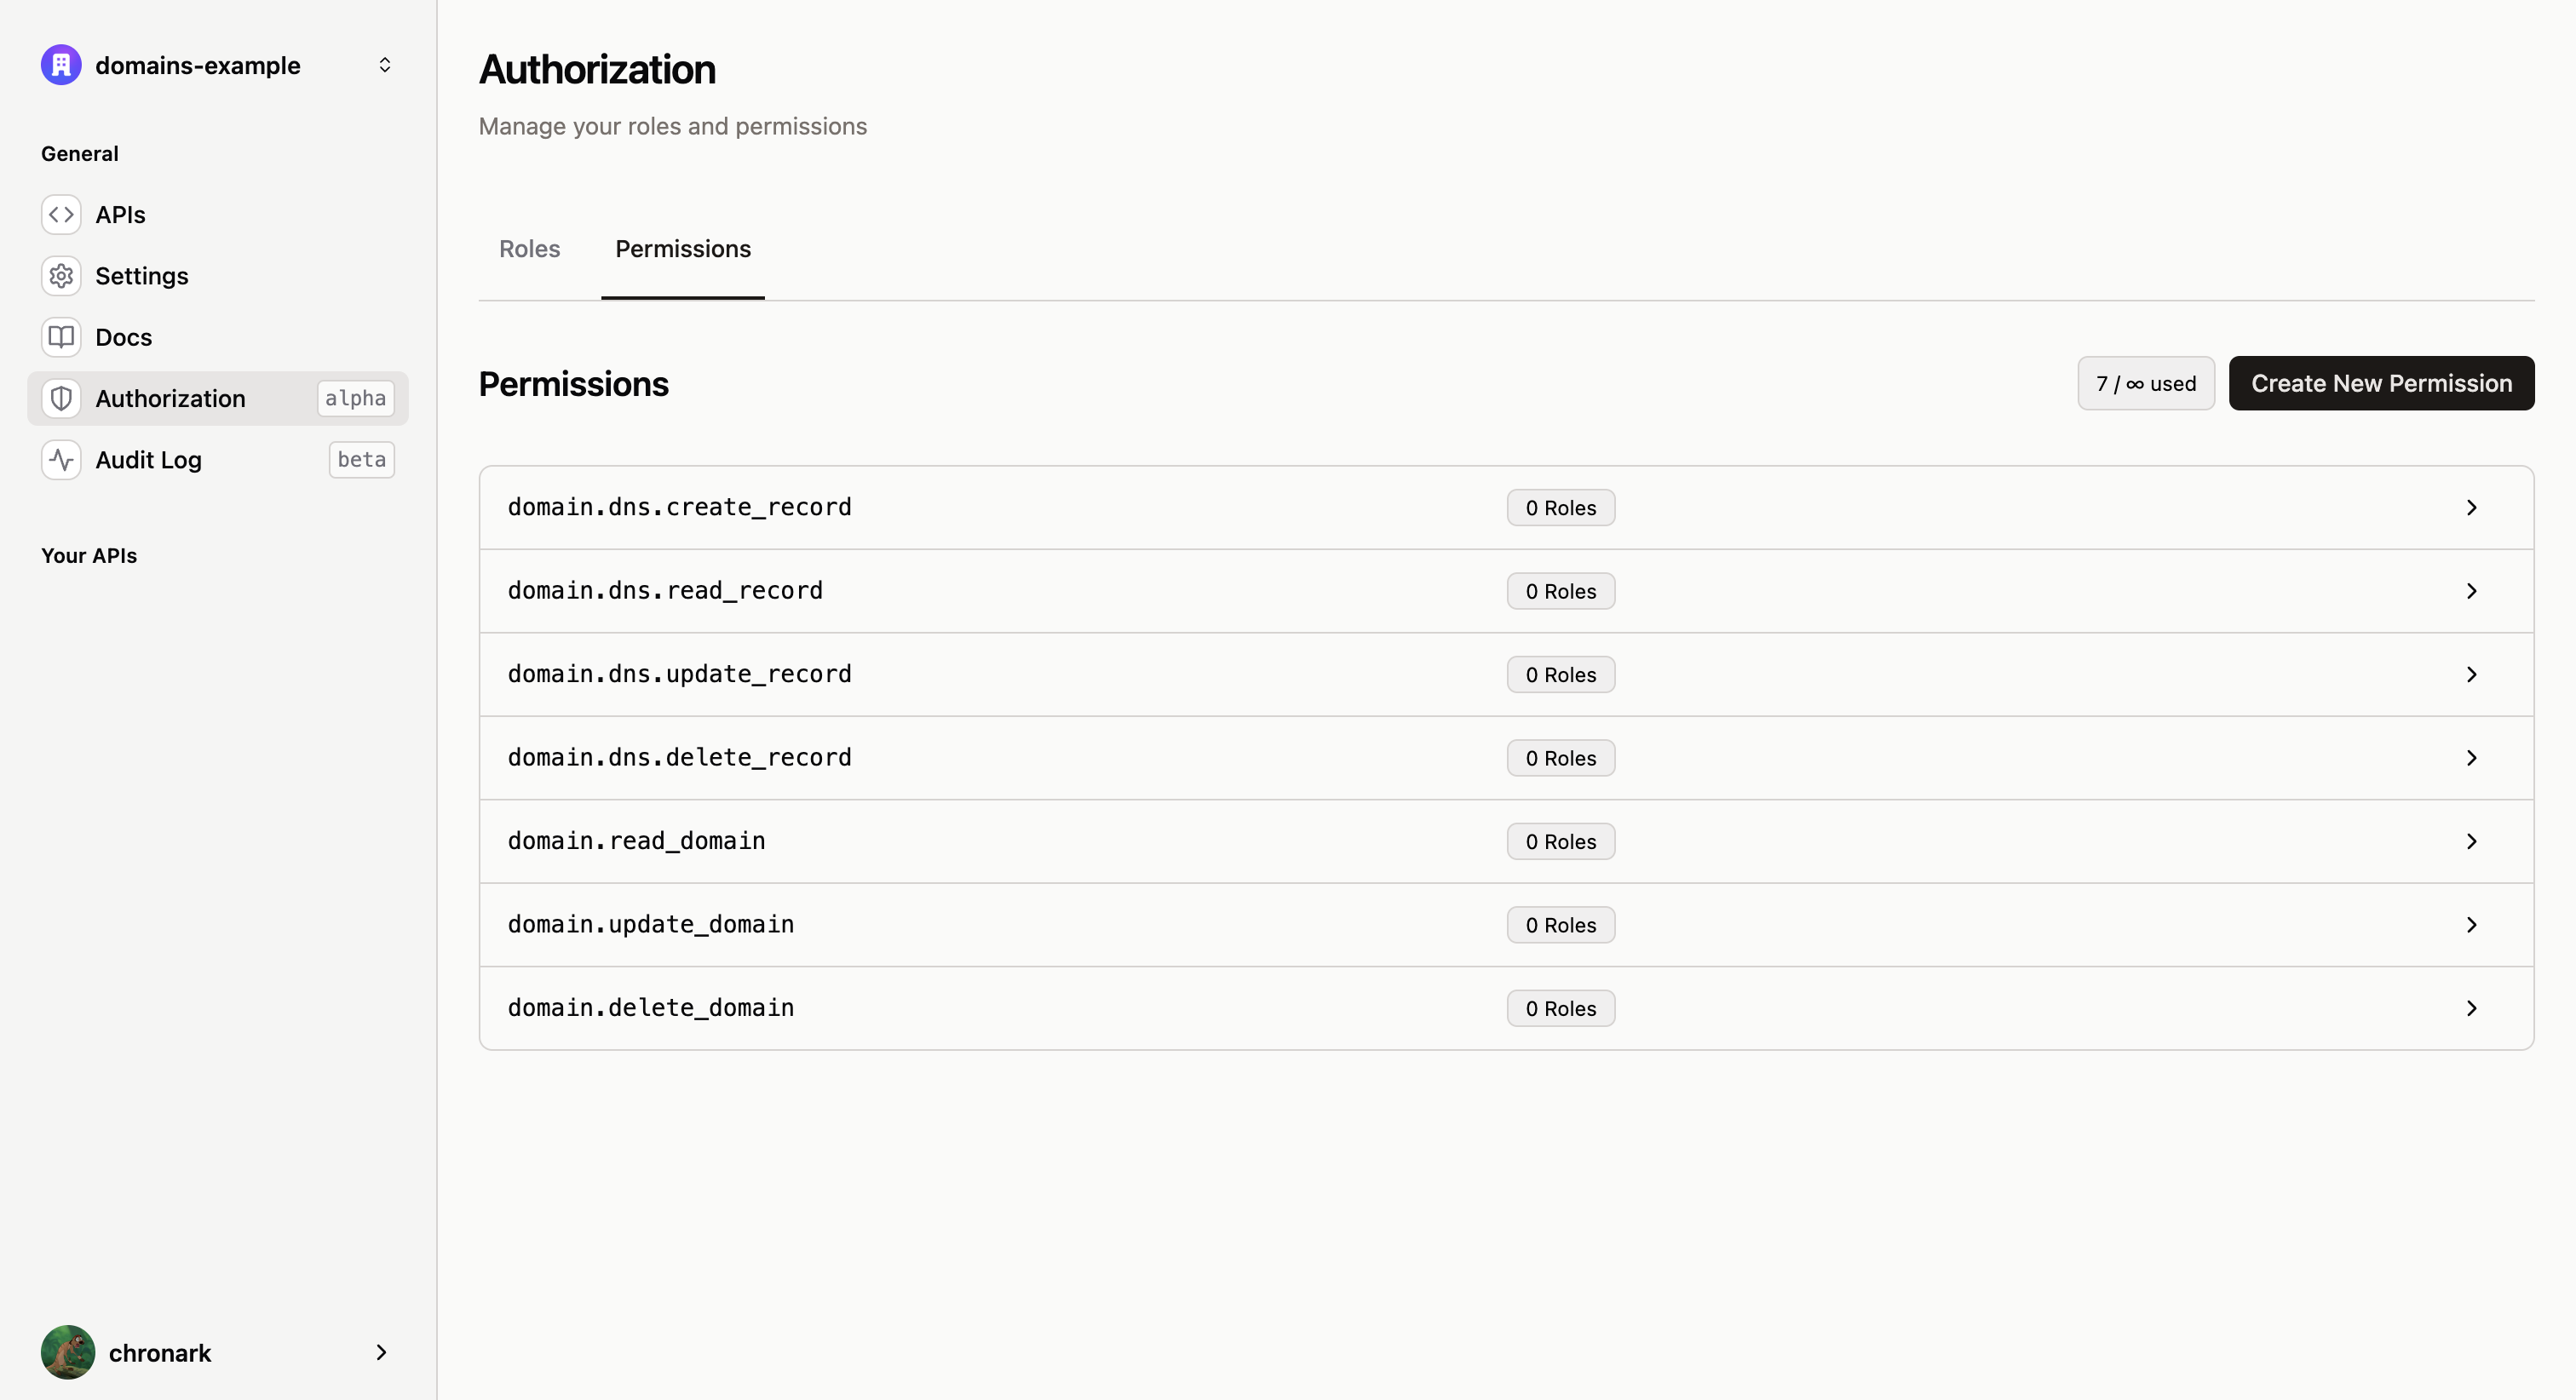 domains-example
General
APIs
Settings
Docs
Authorization alpha
Audit Log beta
Your APIs
chronark
Authorization
Manage your roles and permissions
Roles Permissions
Permissions 7 / ∞ used Create New Permission
domain.dns.create_record 0 Roles
domain.dns.read_record 0 Roles
domain.dns.update_record 0 Roles
domain.dns.delete_record 0 Roles
domain.read_domain 0 Roles
domain.update_domain 0 Roles
domain.delete_domain 0 Roles